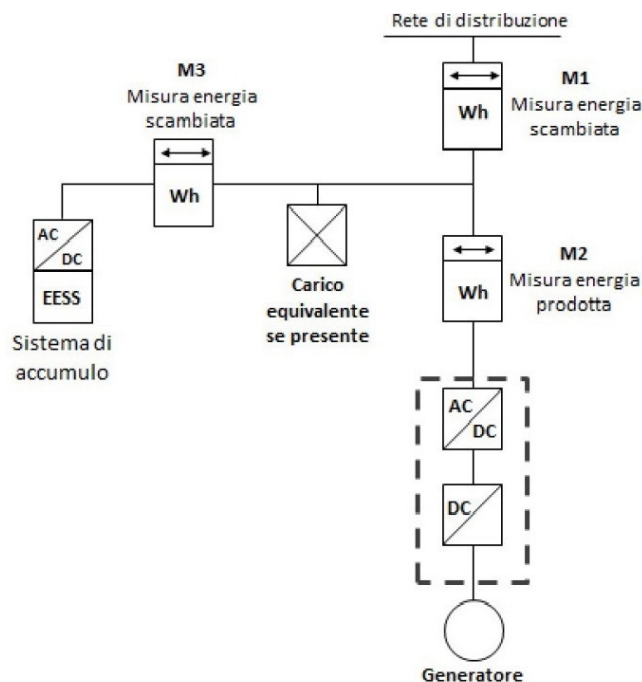 Rete di distribuzione
M3
Misura energia
scambiata
Wh
M1
Misura energia
scambiata
Wh
AC
DC
EESS
Sistema di
accumulo
Carico
equivalente
se presente
M2
Misura energia
prodotta
Wh
AC
DC
DC
Generatore